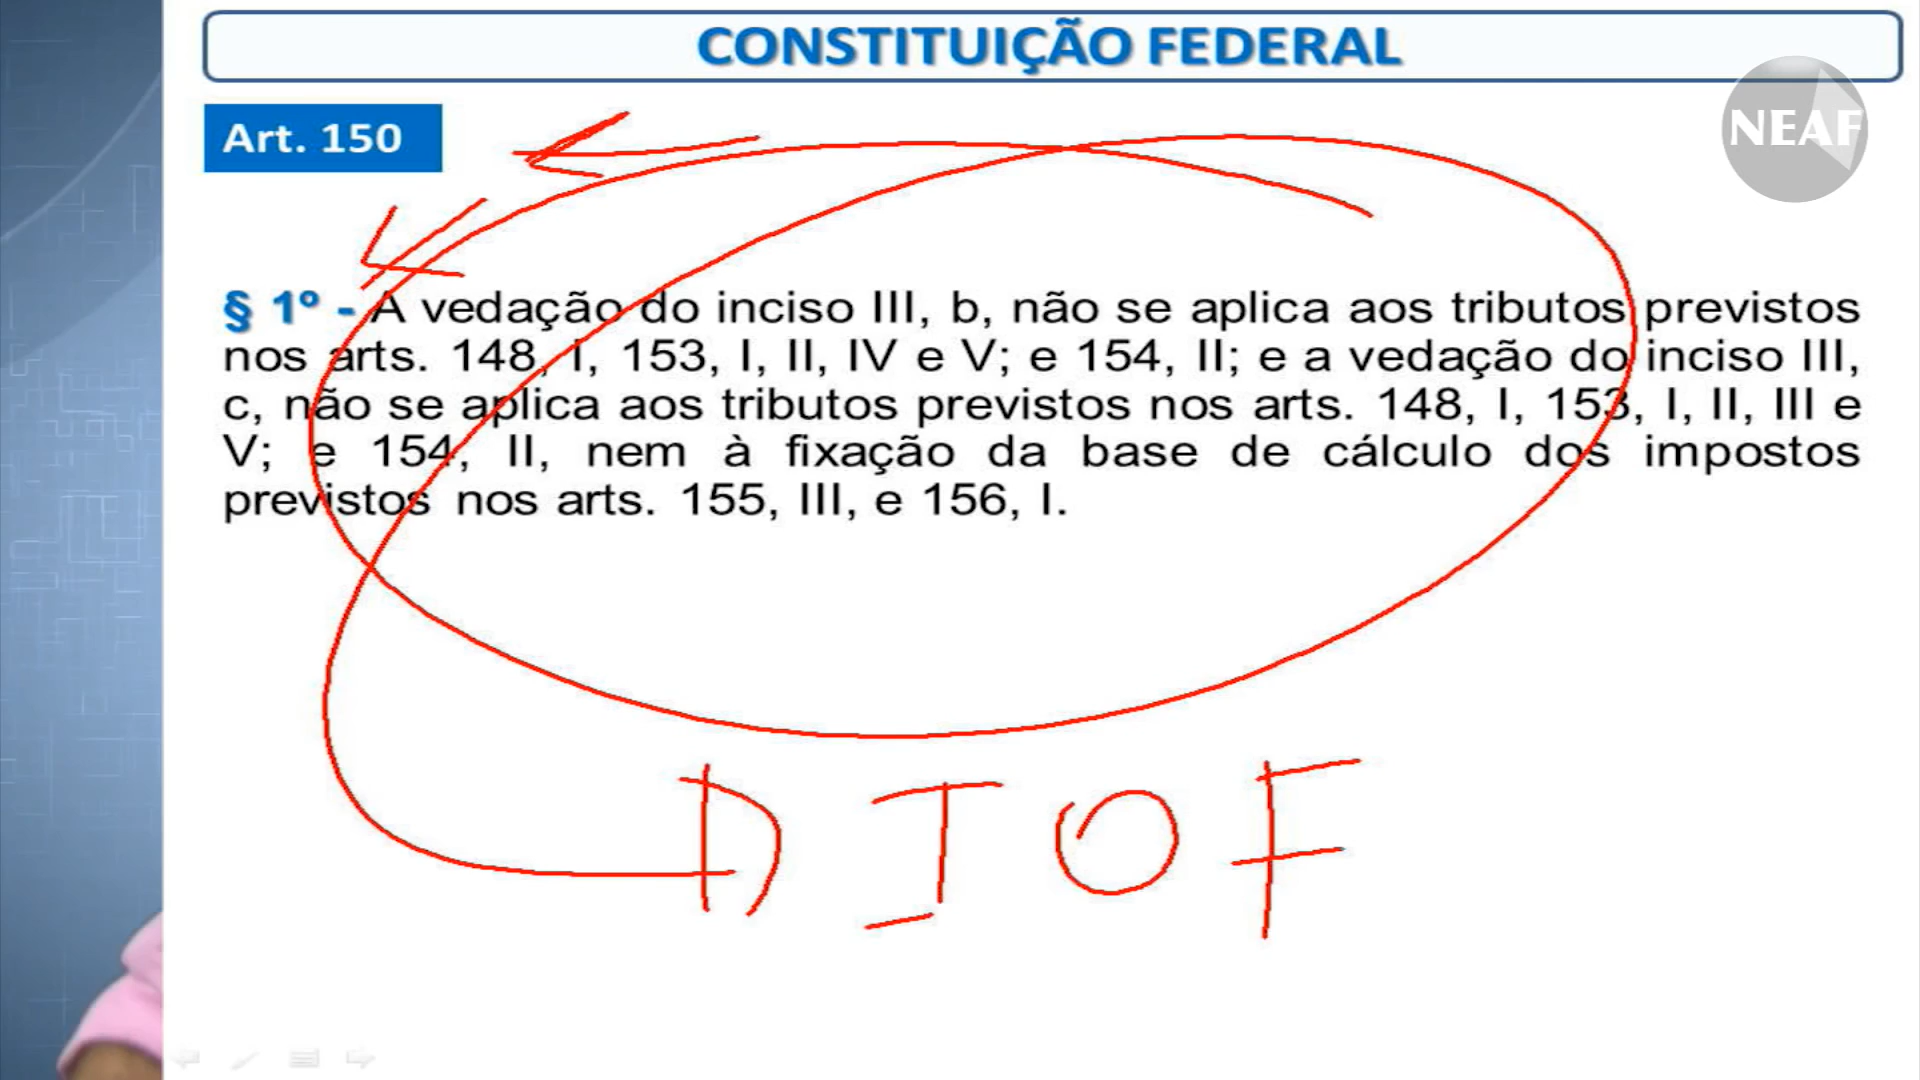 CONSTITUIÇÃO FEDERAL
NEAF
Art. 150
§ 1º - A vedação do inciso III, b, não se aplica aos tributos previstos
nos arts. 148, I, 153, I, II, IV e V; e 154, II; e a vedação do inciso III,
c, não se aplica aos tributos previstos nos arts. 148, I, 153, I, II, III e
V; e 154, II, nem à fixação da base de cálculo dos impostos
previstos nos arts. 155, III, e 156, I.
D I O F